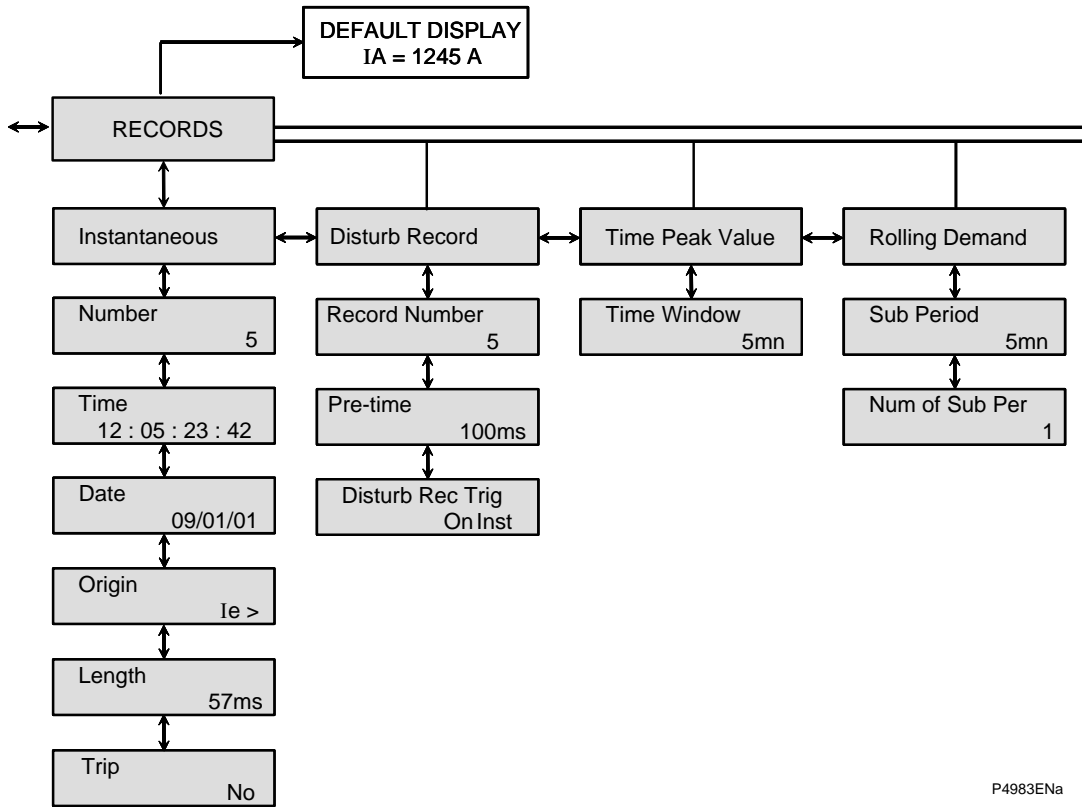 DEFAULT DISPLAY
IA = 1245 A
RECORDS
Instantaneous
Disturb Record
Time Peak Value
Rolling Demand
Number
5
Record Number
5
Time Window
5mn
Sub Period
5mn
Time
12 : 05 : 23 : 42
Pre-time
100ms
Num of Sub Per
1
Date
09/01/01
Disturb Rec Trig
On Inst
Origin
Ie >
Length
57ms
Trip
No
P4983ENa